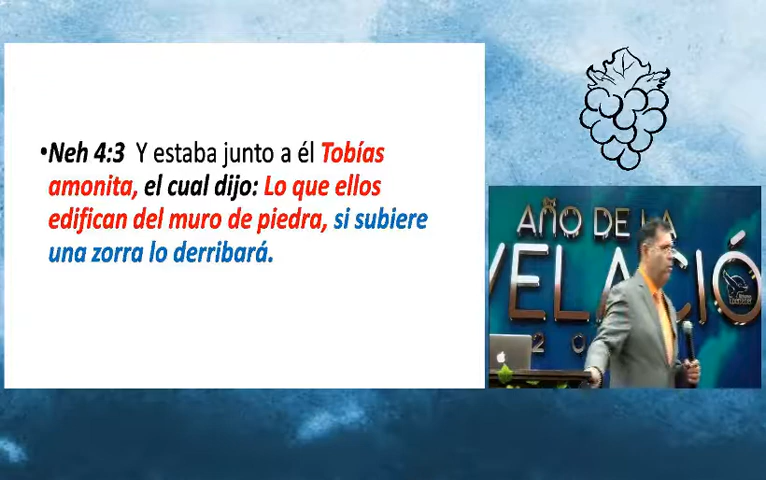 •Neh 4:3 Y estaba junto a él Tobías
amonita, el cual dijo: Lo que ellos
edifican del muro de piedra, si subiere
una zorra lo derribará.
AÑO DE LA
VELACIÓ
20